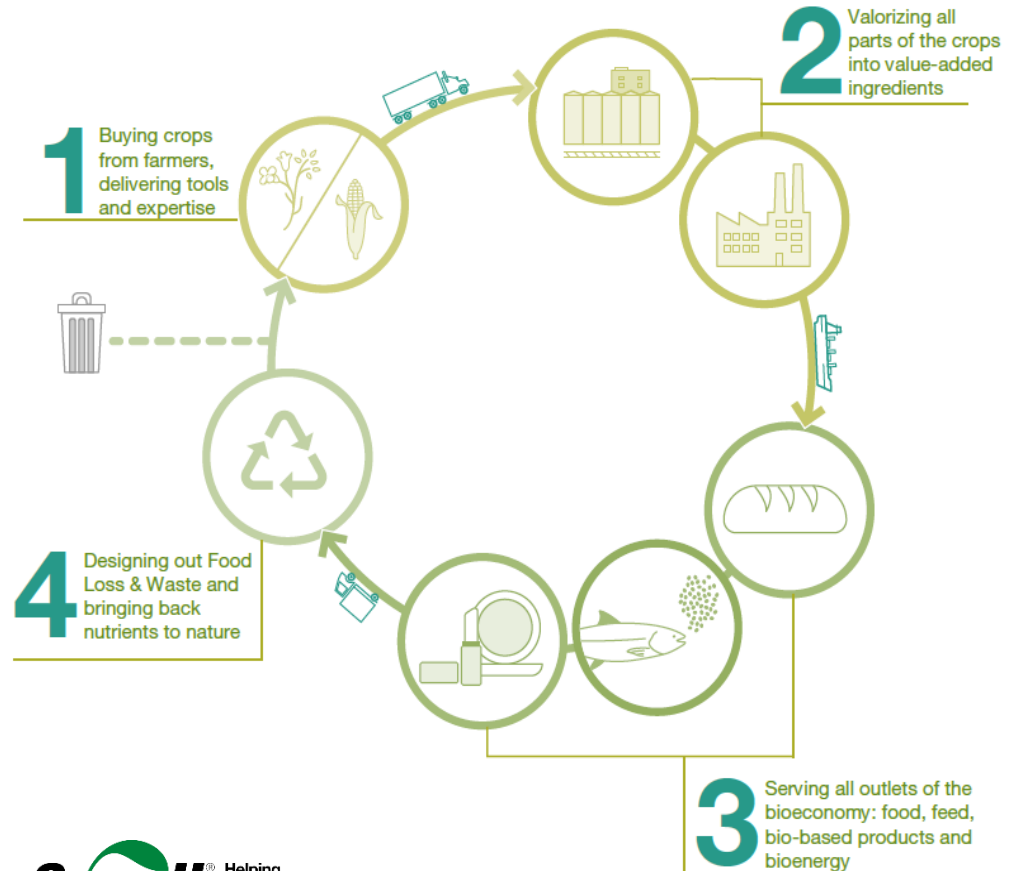 1
Buying crops
from farmers,
delivering tools
and expertise
2
Valorizing all
parts of the crops
into value-added
ingredients
3
Serving all outlets of the
bioeconomy: food, feed,
bio-based products and
bioenergy
4
Designing out Food
Loss & Waste and
bringing back
nutrients to nature
® Helping